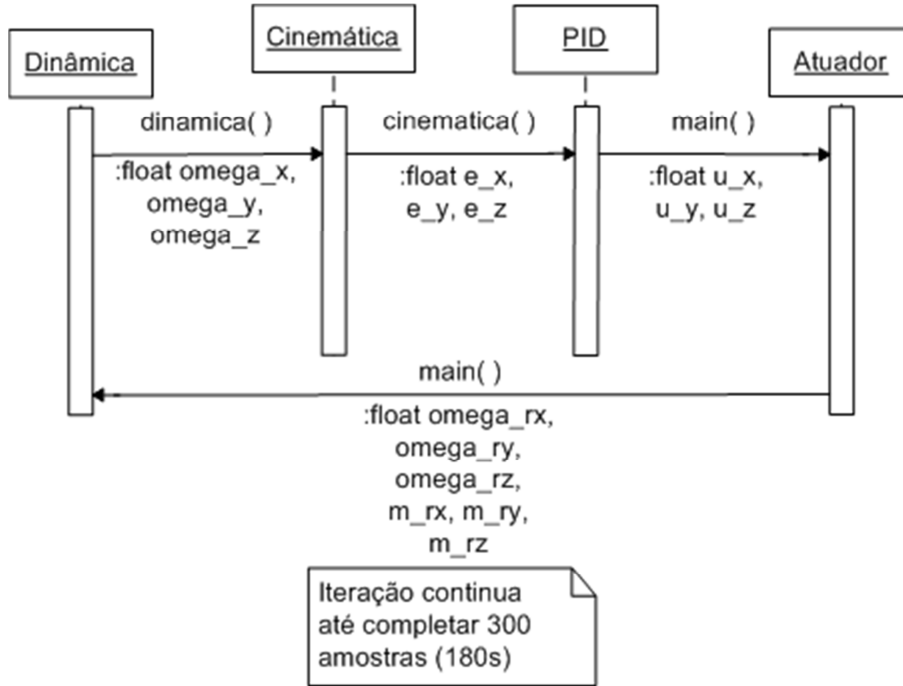 Dinâmica
Cinemática
PID
Atuador
dinamica( )
cinematica( )
main( )
:float omega_x,
omega_y,
omega_z
:float e_x,
e_y, e_z
:float u_x,
u_y, u_z
main( )
:float omega_rx,
omega_ry,
omega_rz,
m_rx, m_ry,
m_rz
Iteração continua
até completar 300
amostras (180s)